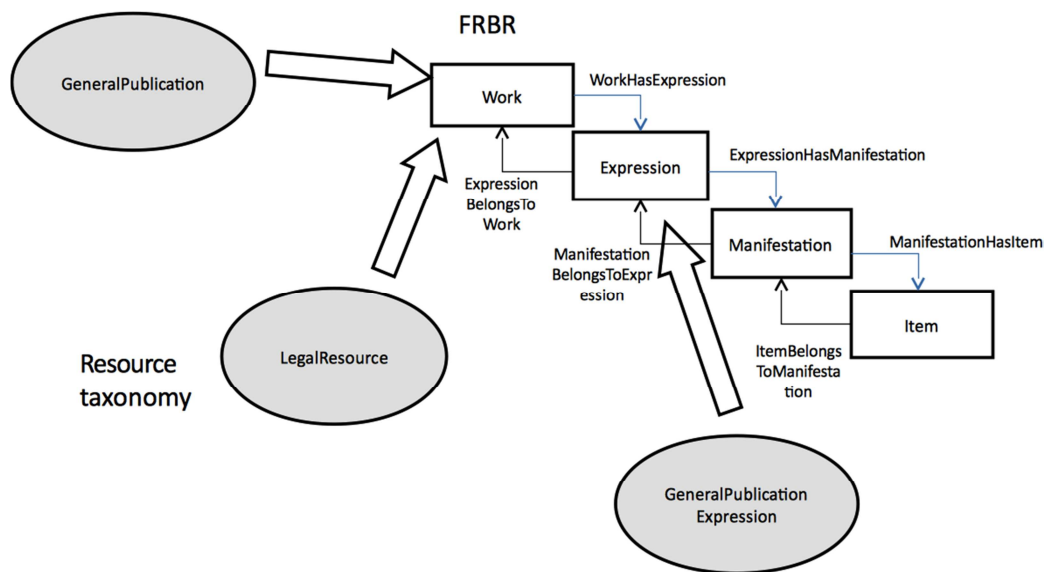 FRBR
GeneralPublication
Work
WorkHasExpression
Expression
ExpressionHasManifestation
Expression
BelongsTo
Work
Manifestation
ManifestationHasItem
Manifestation
BelongsToExpr
ession
Item
LegalResource
ItemBelongs
ToManifesta
tion
Resource
taxonomy
GeneralPublication
Expression